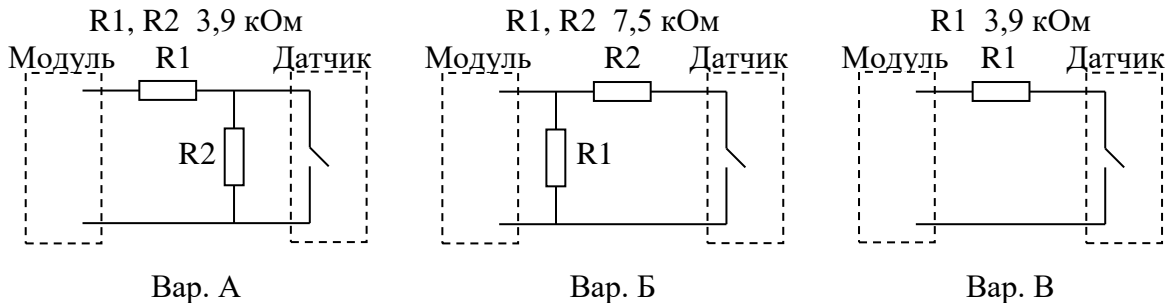 R1, R2 3,9 кОм
Модуль R1 Датчик
R2
Вар. А
R1, R2 7,5 кОм
Модуль R2 Датчик
R1
Вар. Б
R1 3,9 кОм
Модуль R1 Датчик
Вар. В